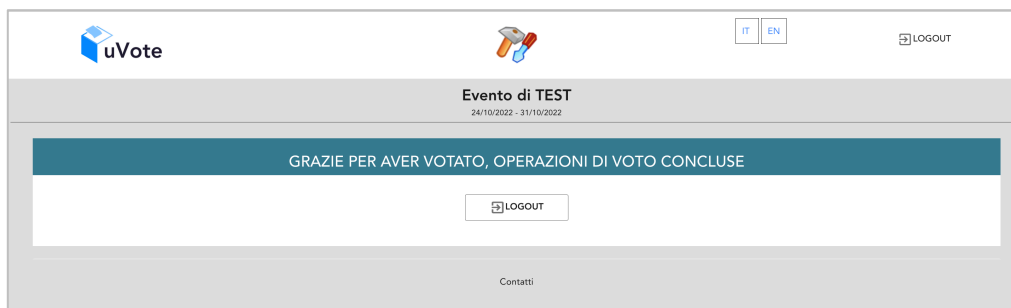 uVote
IT EN
LOGOUT
Evento di TEST
24/10/2022 - 31/10/2022
GRAZIE PER AVER VOTATO, OPERAZIONI DI VOTO CONCLUSE
LOGOUT
Contatti